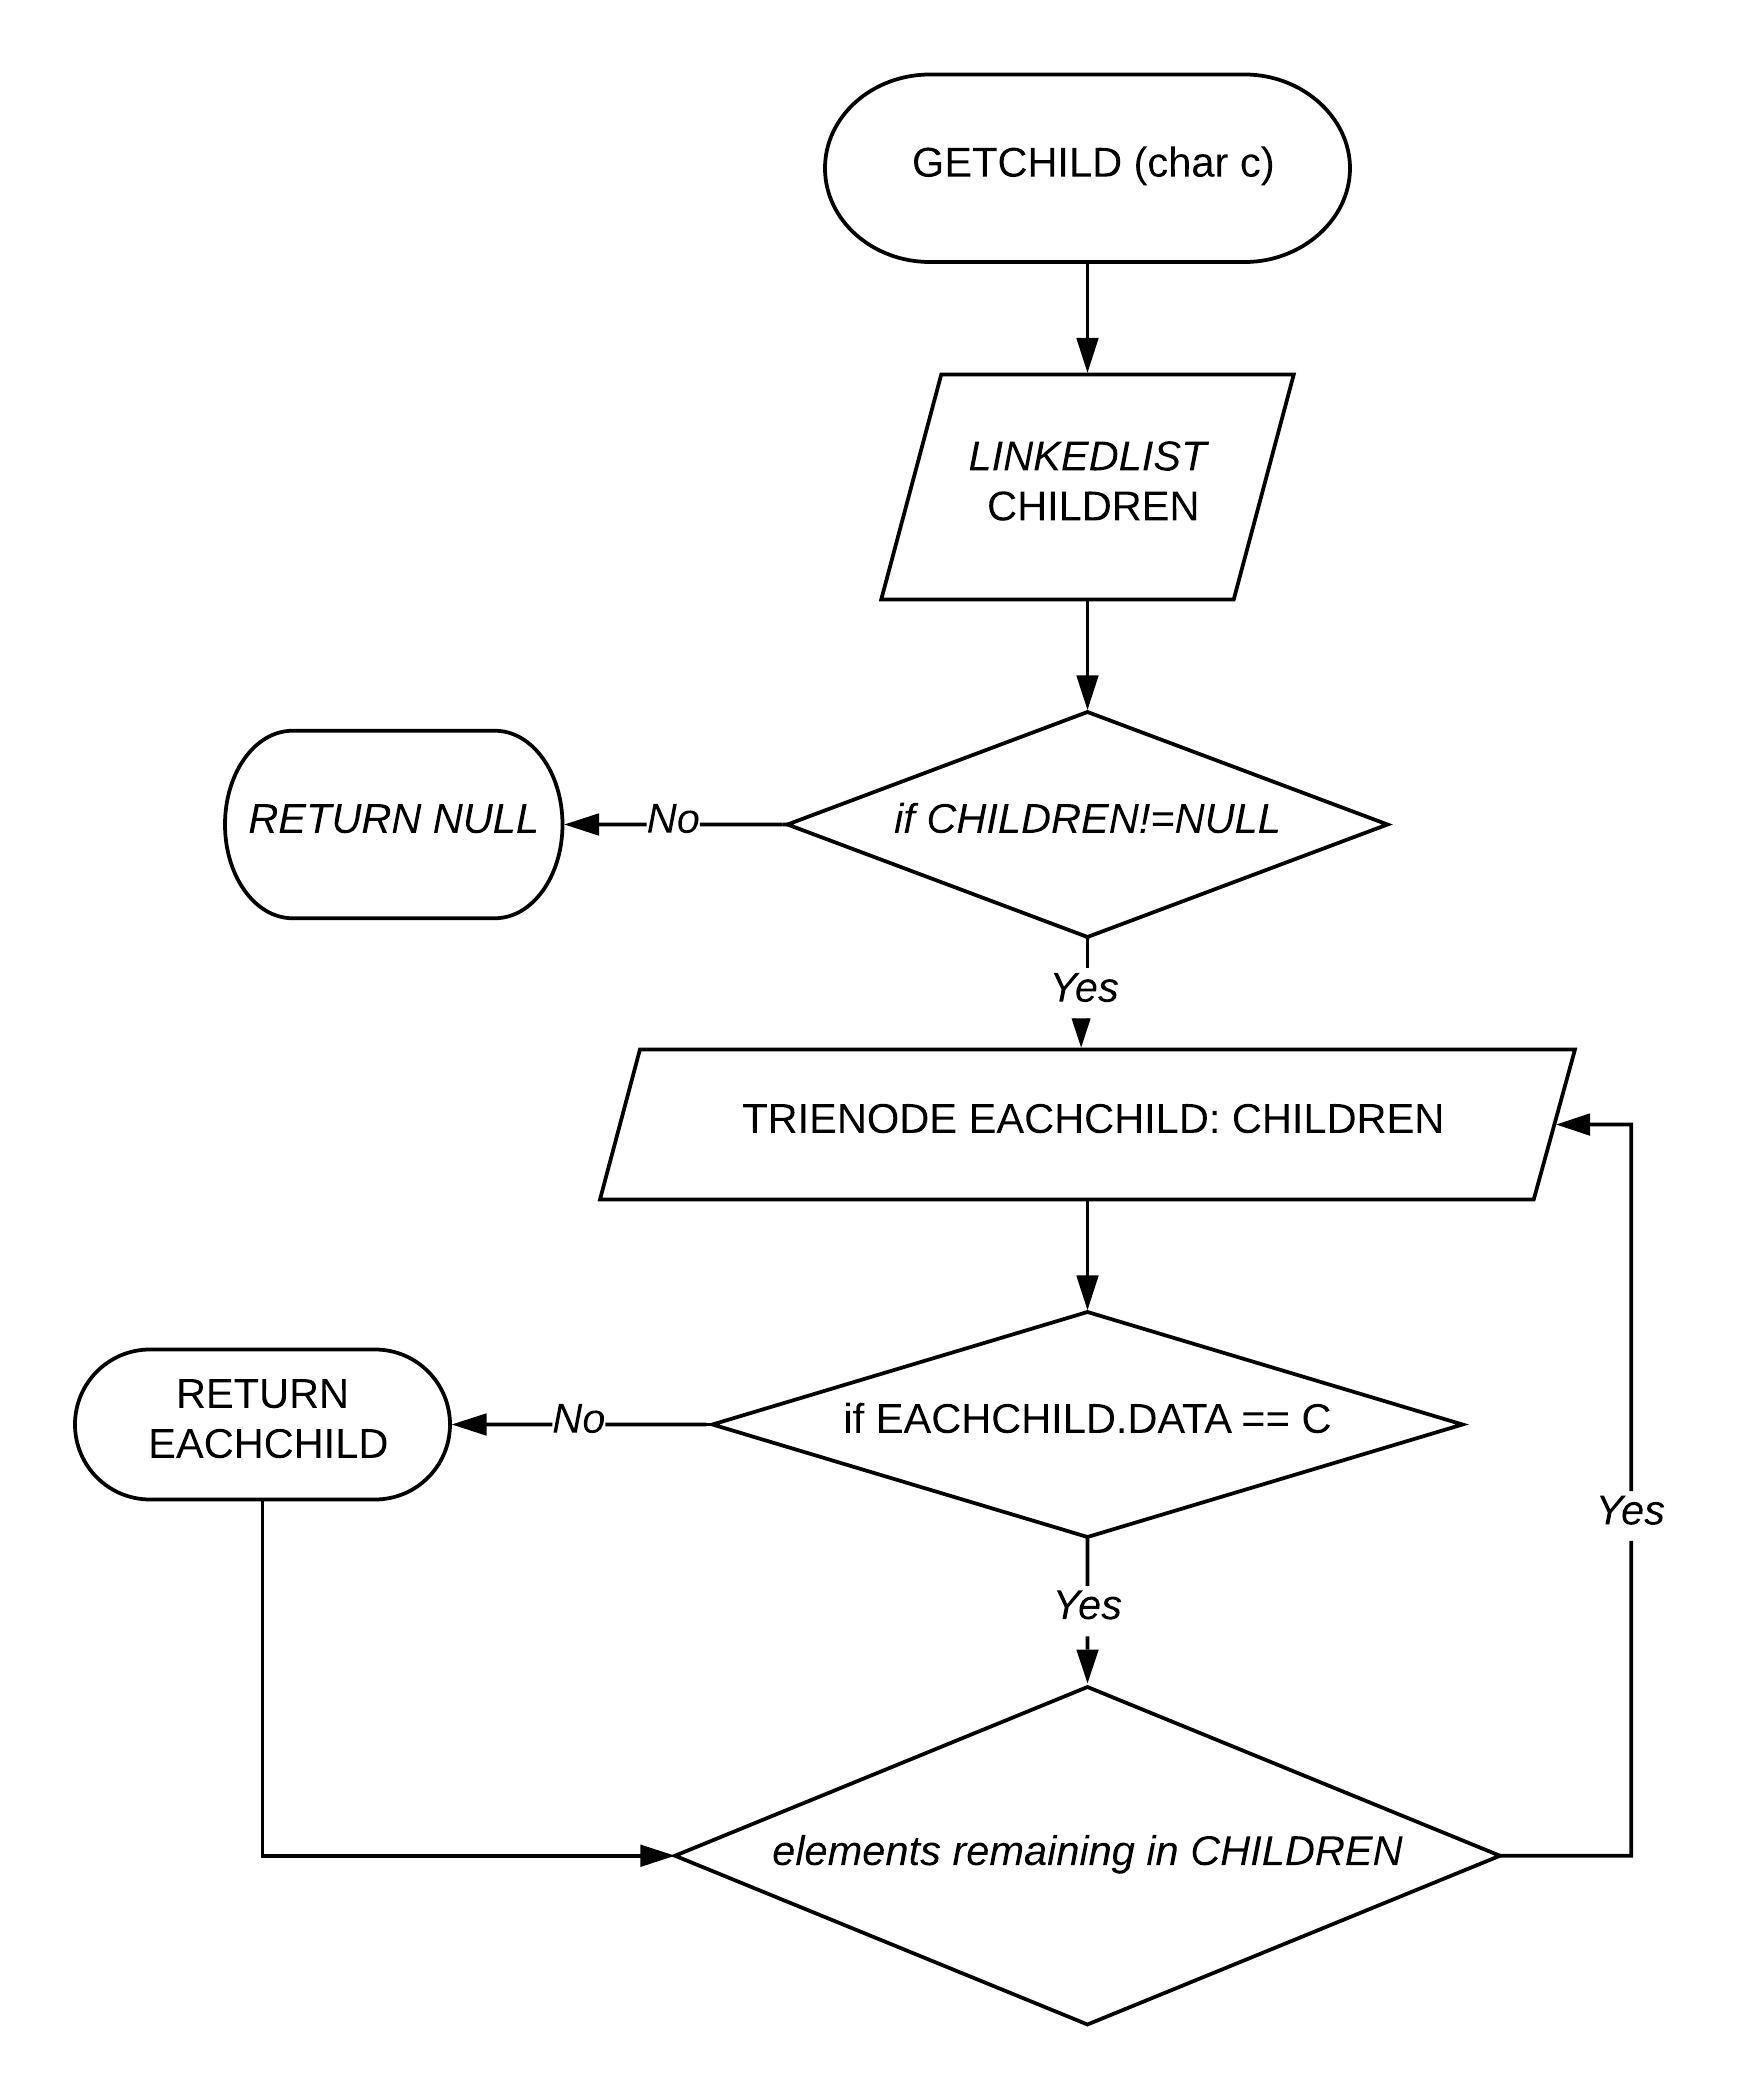 GETCHILD (char c)
LINKEDLIST
CHILDREN
if CHILDREN!=NULL
No
RETURN NULL
Yes
TRIENODE EACHCHILD: CHILDREN
if EACHCHILD.DATA == C
No
RETURN
EACHCHILD
Yes
Yes
elements remaining in CHILDREN